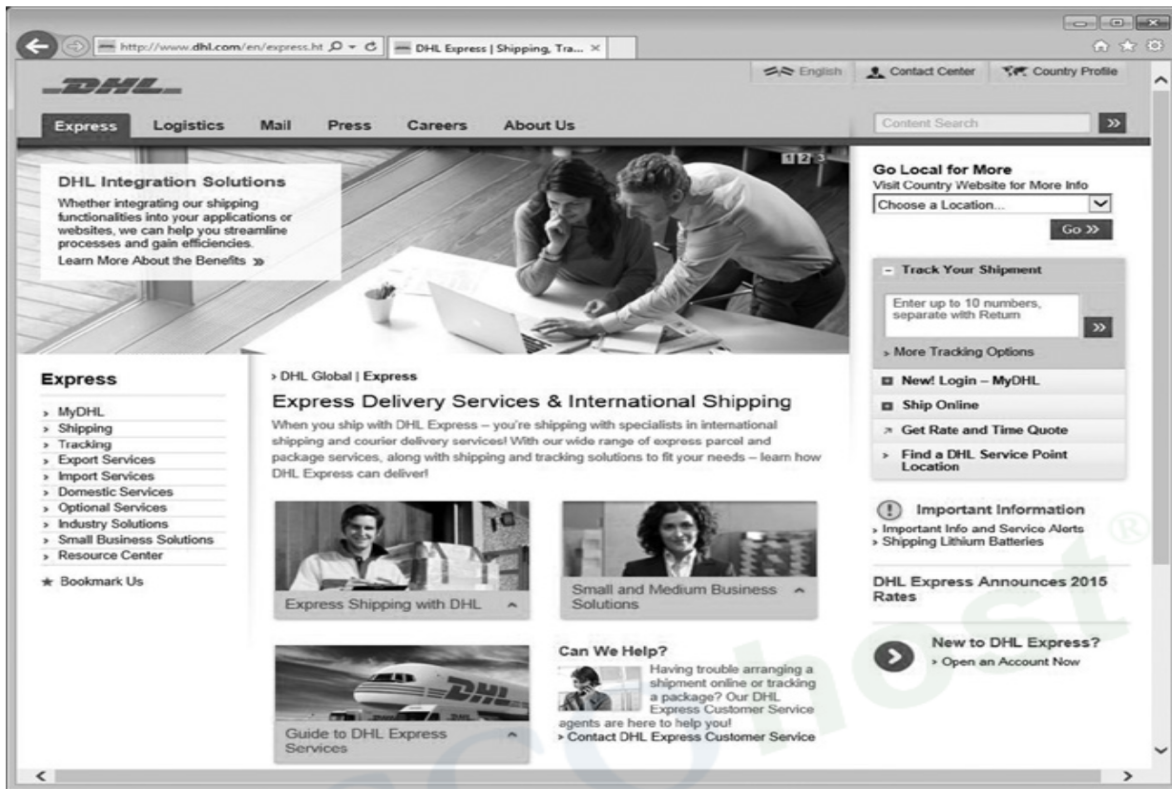 http://www.dhl.com/en/express.ht
DHL Express | Shipping, Tra...
DHL
English
Contact Center
Country Profile
Express
Logistics
Mail
Press
Careers
About Us
Content Search
1 2 3
DHL Integration Solutions
Whether integrating our shipping
functionalities into your applications or
websites, we can help you streamline
processes and gain efficiencies.
Learn More About the Benefits »
Go Local for More
Visit Country Website for More Info
Choose a Location...
Go »
Track Your Shipment
Enter up to 10 numbers,
separate with Return
› More Tracking Options
New! Login – MyDHL
Ship Online
Get Rate and Time Quote
› Find a DHL Service Point
Location
Express
› MyDHL
› Shipping
› Tracking
› Export Services
› Import Services
› Domestic Services
› Optional Services
› Industry Solutions
› Small Business Solutions
› Resource Center
★ Bookmark Us
› DHL Global | Express
Express Delivery Services & International Shipping
When you ship with DHL Express – you're shipping with specialists in international
shipping and courier delivery services! With our wide range of express parcel and
package services, along with shipping and tracking solutions to fit your needs – learn how
DHL Express can deliver!
Express Shipping with DHL
Small and Medium Business
Solutions
DHL
Guide to DHL Express
Services
Can We Help?
Having trouble arranging a
shipment online or tracking
a package? Our DHL
Express Customer Service
agents are here to help you!
› Contact DHL Express Customer Service
Important Information
› Important Info and Service Alerts
› Shipping Lithium Batteries
DHL Express Announces 2015
Rates
New to DHL Express?
› Open an Account Now
host®